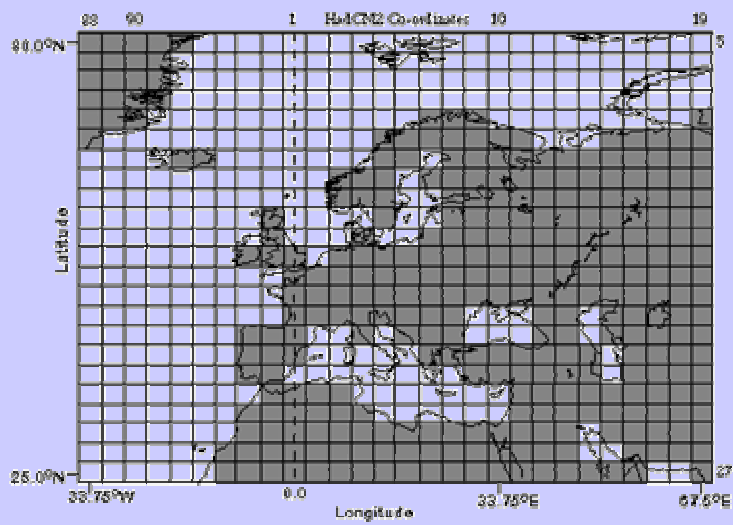 88 90 1 HadCM2 Co-ordinates 10 19
80.0°N 5
Latitude
25.0°N 27
33.75°W 0.0 33.75°E 67.5°E
Longitude